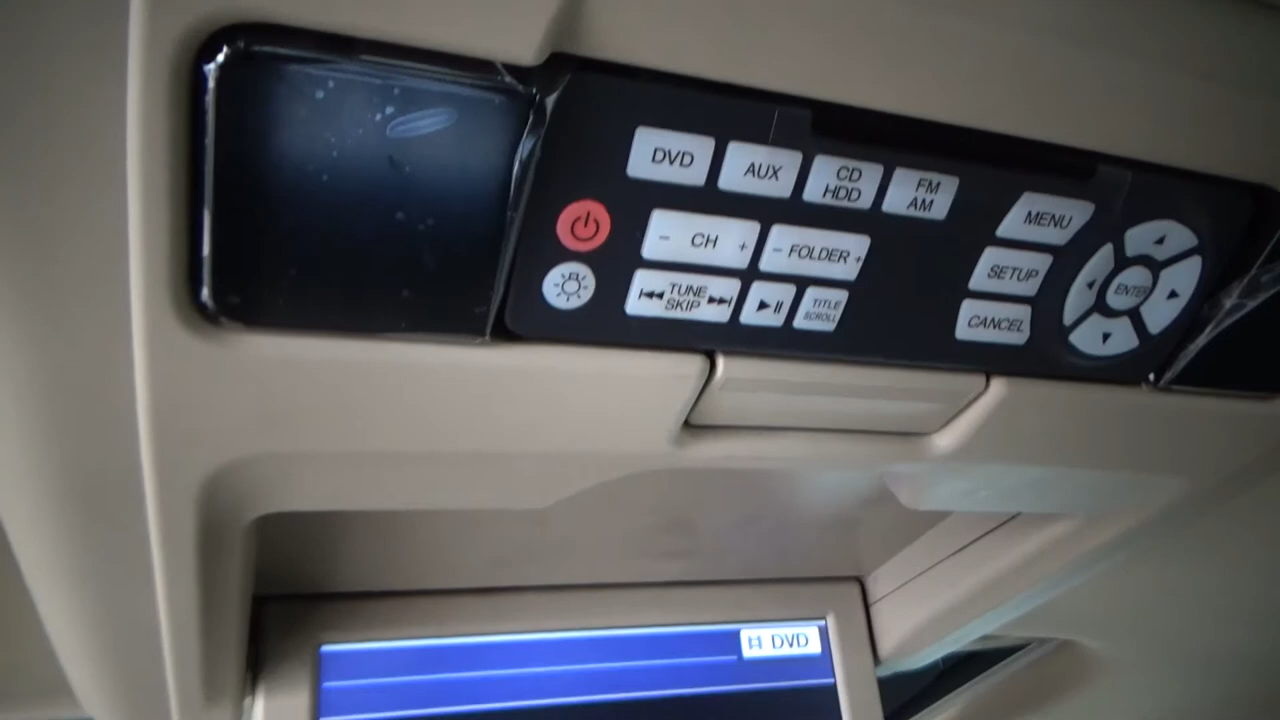 DVD
AUX
CD
HDD
FM
AM
MENU
- CH +
- FOLDER +
SETUP
ENTER
TUNE
SKIP
TITLE
SCROLL
CANCEL
DVD